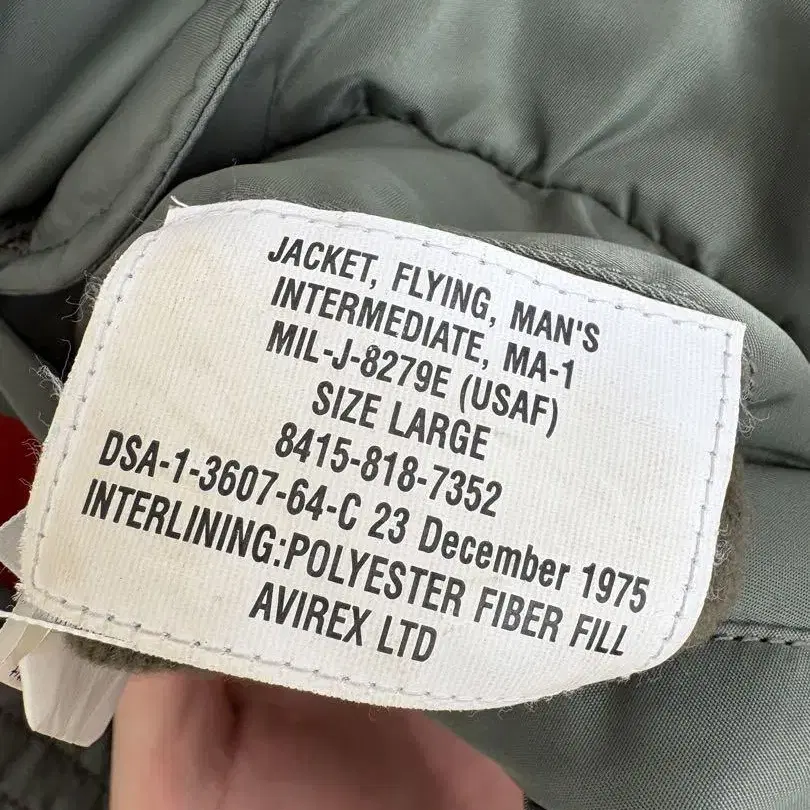 JACKET, FLYING, MAN'S
INTERMEDIATE, MA-1
MIL-J-8279E (USAF)
SIZE LARGE
8415-818-7352
DSA-1-3607-64-C 23 December 1975
INTERLINING:POLYESTER FIBER FILL
AVIREX LTD